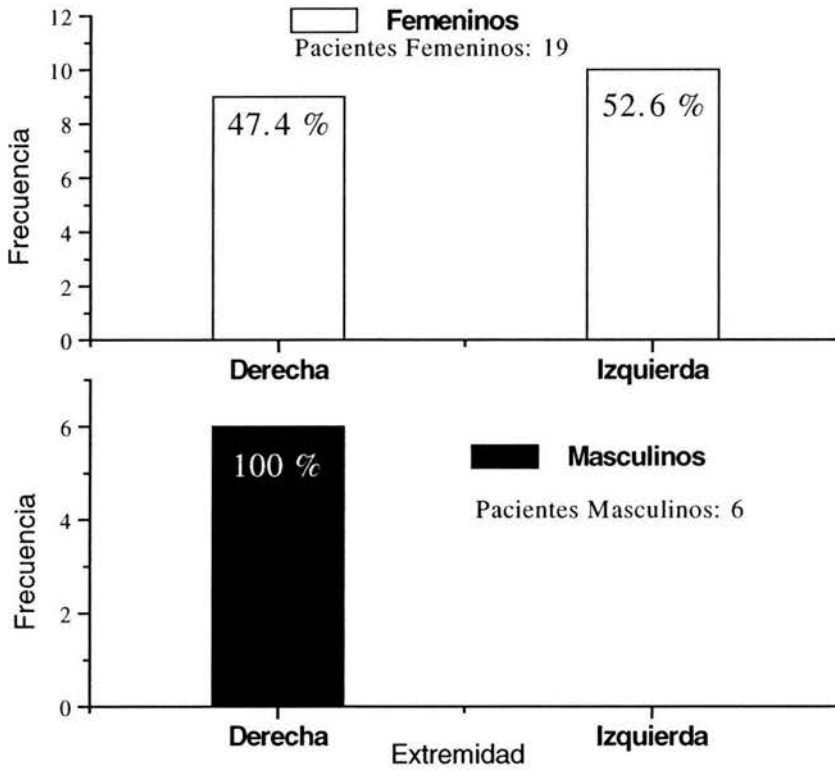 Femeninos
Pacientes Femeninos: 19
12
10
8
6
4
2
0
Frecuencia
47.4 %
52.6 %
Derecha
Izquierda
6
4
2
0
Frecuencia
100 %
Masculinos
Pacientes Masculinos: 6
Derecha
Izquierda
Extremidad